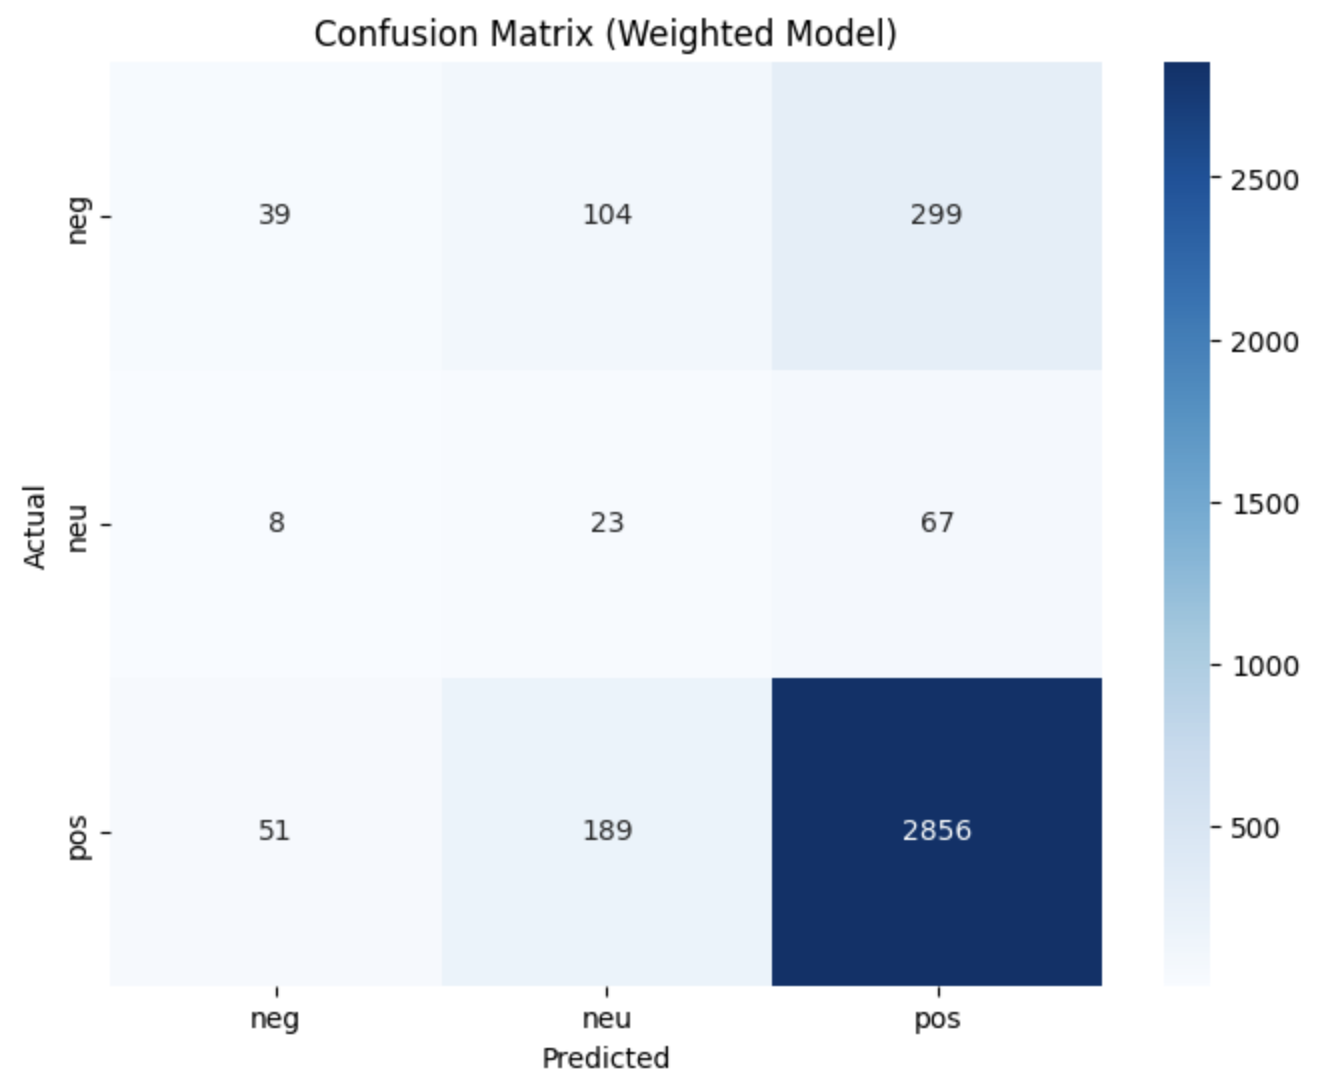 Confusion Matrix (Weighted Model)
neg
39
104
299
neu
8
23
67
pos
51
189
2856
Actual
neg
neu
pos
Predicted
2500
2000
1500
1000
500